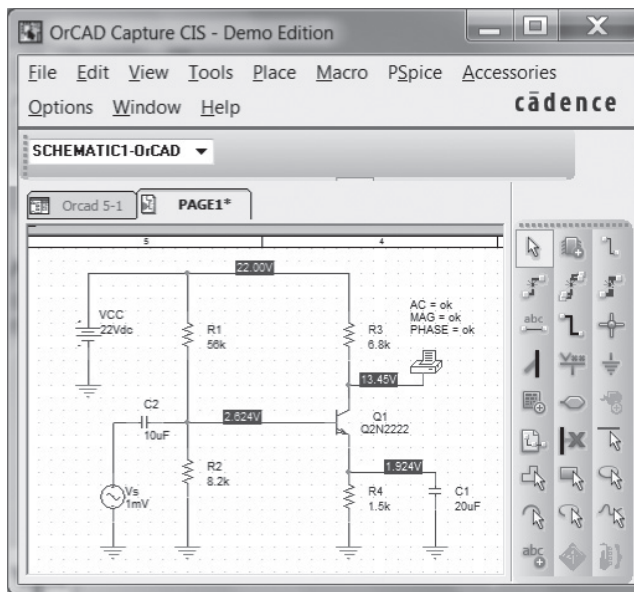 OrCAD Capture CIS - Demo Edition
File Edit View Tools Place Macro PSpice Accessories
Options Window Help
cādence
SCHEMATIC1-OrCAD
Orcad 5-1
PAGE1*
5
4
22.00V
VCC
22Vdc
R1
56k
R3
6.8k
AC = ok
MAG = ok
PHASE = ok
13.45V
C2
10uF
2.624V
Q1
Q2N2222
R2
8.2k
1.924V
Vs
1mV
R4
1.5k
C1
20uF
abc
abc